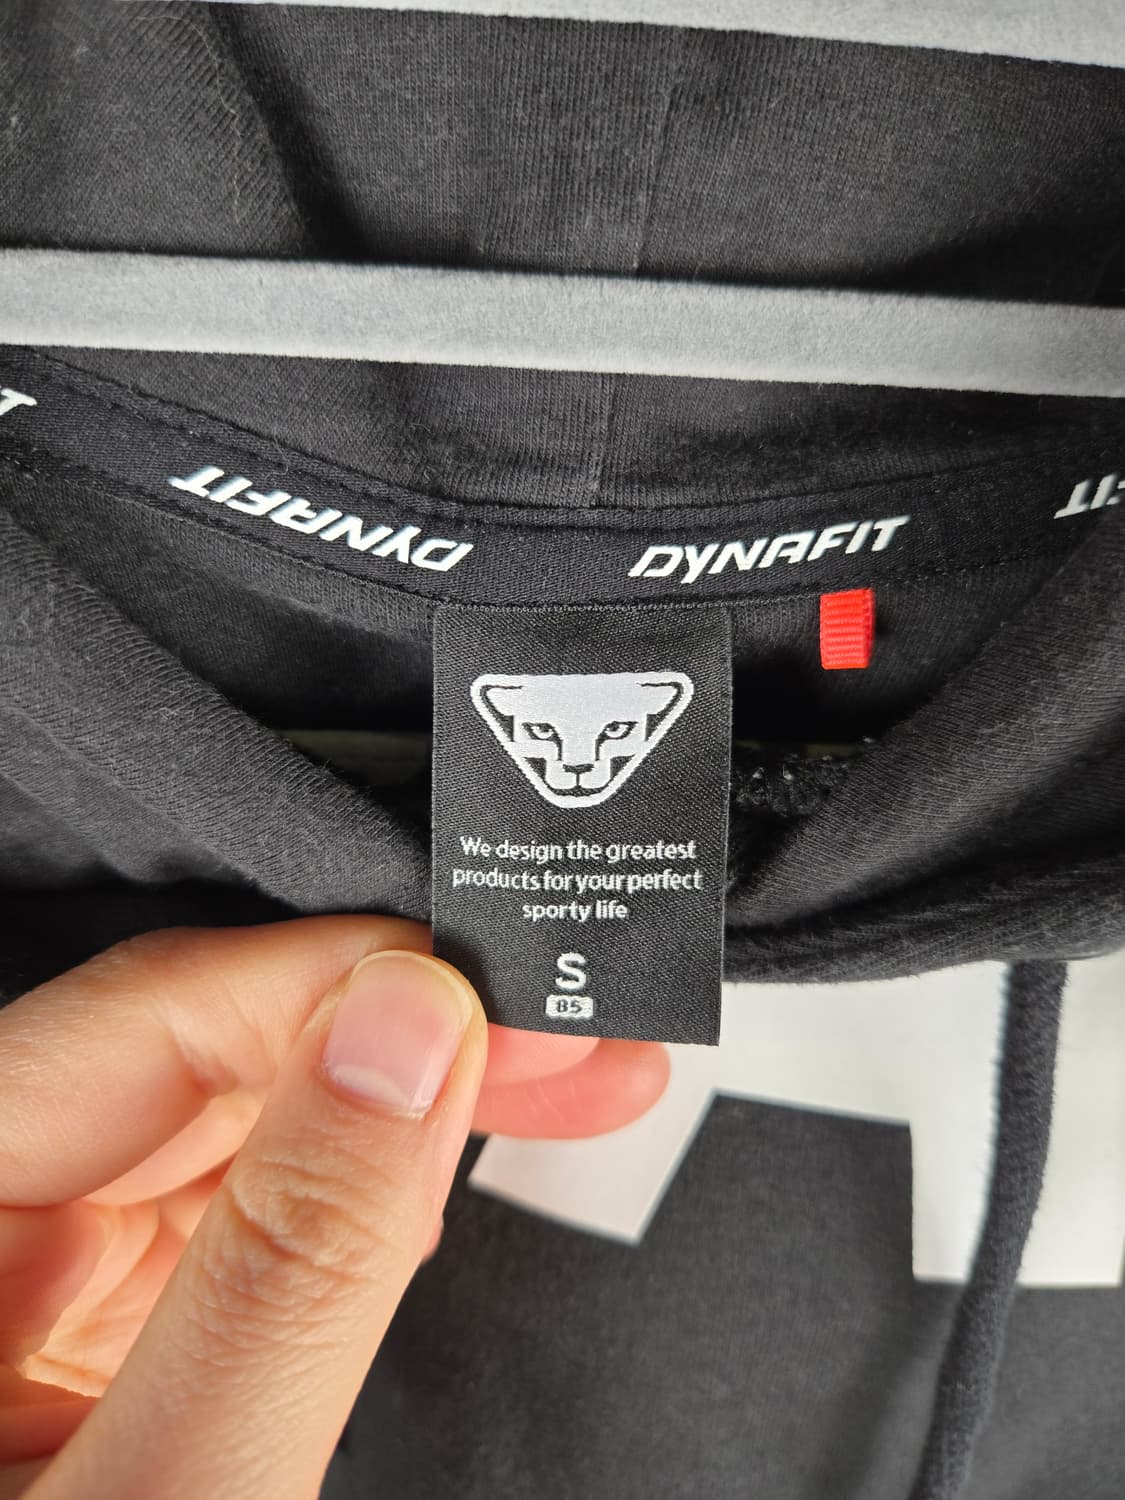 DYNAFIT
DYNAFIT
We design the greatest
products for your perfect
sporty life
S
85